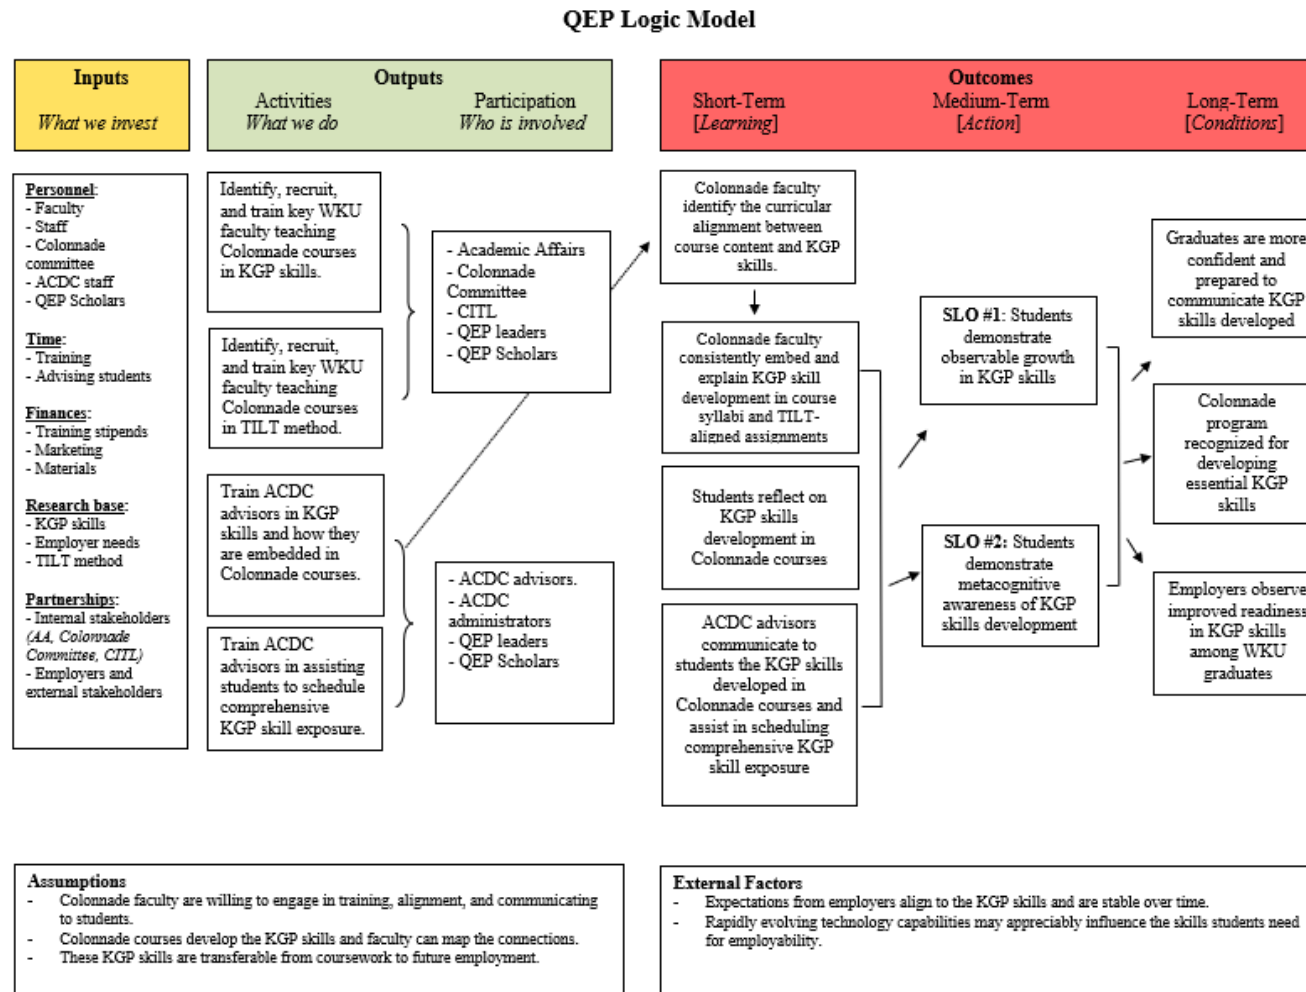 QEP Logic Model
Inputs
What we invest
Outputs
Activities
What we do
Participation
Who is involved
Outcomes
Short-Term
[Learning]
Medium-Term
[Action]
Long-Term
[Conditions]
Personnel:
- Faculty
- Staff
- Colonnade
committee
- ACDC staff
- QEP Scholars
Time:
- Training
- Advising students
Finances:
- Training stipends
- Marketing
- Materials
Research base:
- KGP skills
- Employer needs
- TILT method
Partnerships:
- Internal stakeholders
(AA, Colonnade
Committee, CITL)
- Employers and
external stakeholders
Identify, recruit,
and train key WKU
faculty teaching
Colonnade courses
in KGP skills.
Identify, recruit,
and train key WKU
faculty teaching
Colonnade courses
in TILT method.
Train ACDC
advisors in KGP
skills and how they
are embedded in
Colonnade courses.
Train ACDC
advisors in assisting
students to schedule
comprehensive
KGP skill exposure.
- Academic Affairs
- Colonnade
Committee
- CITL
- QEP leaders
- QEP Scholars
- ACDC advisors.
- ACDC
administrators
- QEP leaders
- QEP Scholars
Colonnade faculty
identify the curricular
alignment between
course content and KGP
skills.
Colonnade faculty
consistently embed and
explain KGP skill
development in course
syllabi and TILT-
aligned assignments
Students reflect on
KGP skills
development in
Colonnade courses
ACDC advisors
communicate to
students the KGP skills
developed in
Colonnade courses and
assist in scheduling
comprehensive KGP
skill exposure
SLO #1: Students
demonstrate
observable growth
in KGP skills
SLO #2: Students
demonstrate
metacognitive
awareness of KGP
skills development
Graduates are more
confident and
prepared to
communicate KGP
skills developed
Colonnade
program
recognized for
developing
essential KGP
skills
Employers observe
improved readiness
in KGP skills
among WKU
graduates
Assumptions
- Colonnade faculty are willing to engage in training, alignment, and communicating
to students.
- Colonnade courses develop the KGP skills and faculty can map the connections.
- These KGP skills are transferable from coursework to future employment.
External Factors
- Expectations from employers align to the KGP skills and are stable over time.
- Rapidly evolving technology capabilities may appreciably influence the skills students need
for employability.